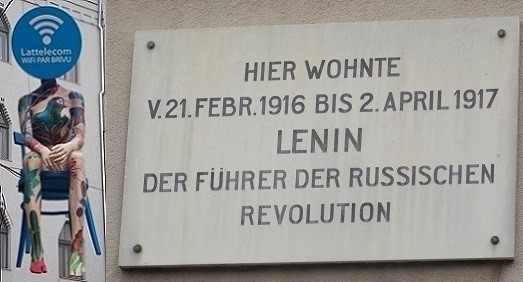 Lattelecom
WiFi PAR BRĪVU
HIER WOHNTE
V. 21. FEBR. 1916 BIS 2. APRIL 1917
LENIN
DER FÜHRER DER RUSSISCHEN
REVOLUTION